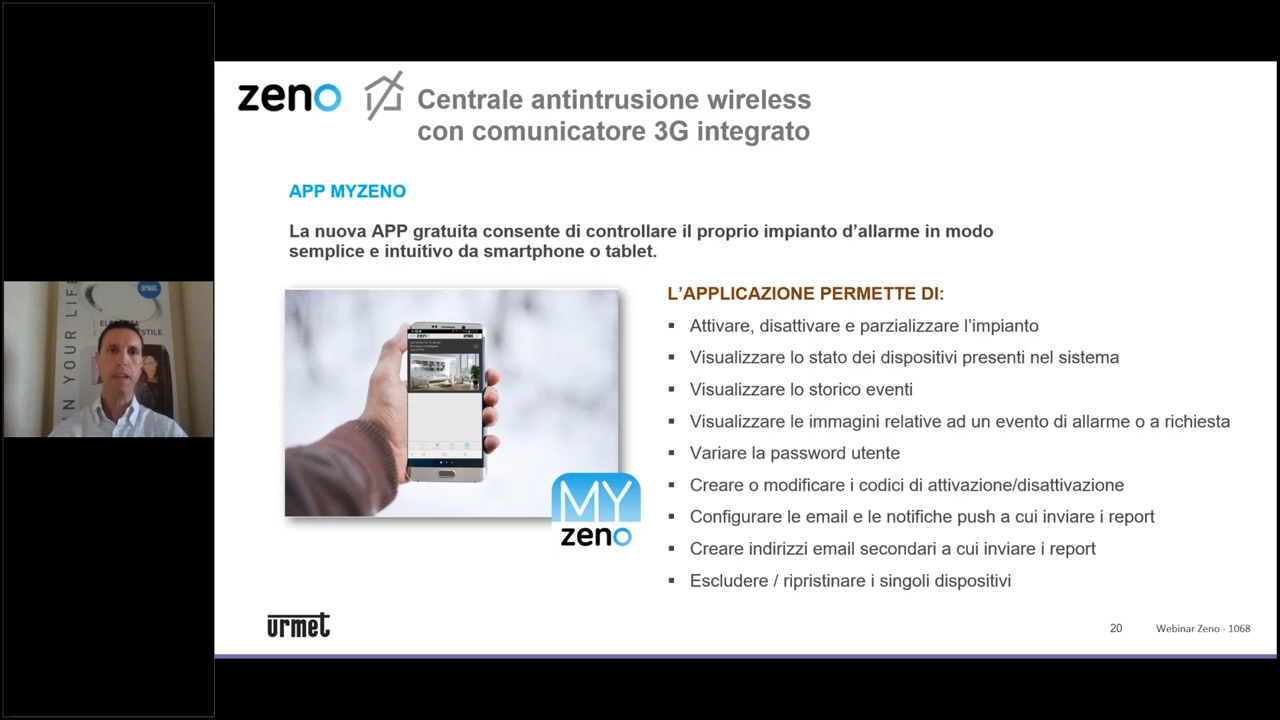 zeno
Centrale antintrusione wireless
con comunicatore 3G integrato
APP MYZENO
La nuova APP gratuita consente di controllare il proprio impianto d'allarme in modo
semplice e intuitivo da smartphone o tablet.
L'APPLICAZIONE PERMETTE DI:
▪ Attivare, disattivare e parzializzare l'impianto
▪ Visualizzare lo stato dei dispositivi presenti nel sistema
▪ Visualizzare lo storico eventi
▪ Visualizzare le immagini relative ad un evento di allarme o a richiesta
▪ Variare la password utente
▪ Creare o modificare i codici di attivazione/disattivazione
▪ Configurare le email e le notifiche push a cui inviare i report
▪ Creare indirizzi email secondari a cui inviare i report
▪ Escludere / ripristinare i singoli dispositivi
MY
zeno
urmet
20
Webinar Zeno - 1068
N YOUR LIFE
urmet